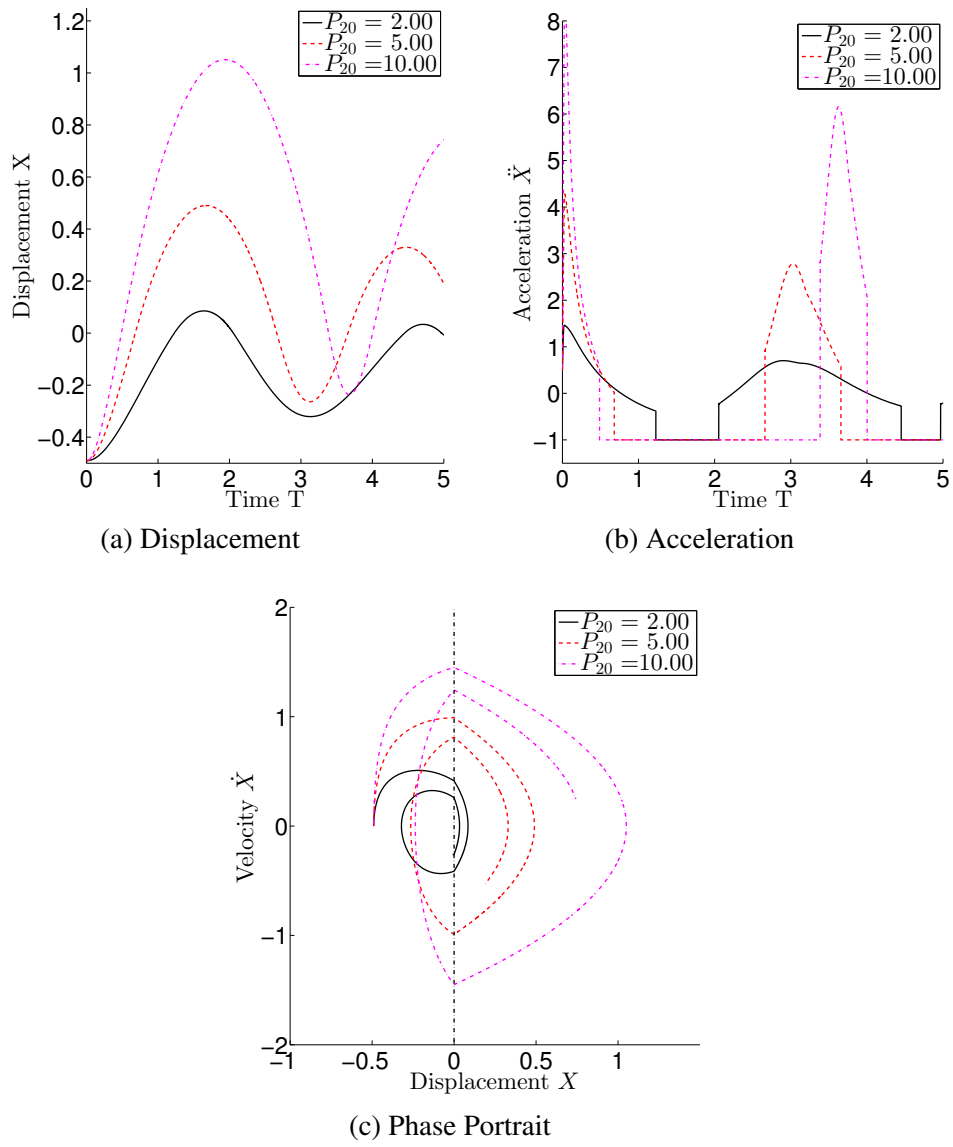 1.2
1
0.8
0.6
0.4
0.2
0
−0.2
−0.4
0 1 2 3 4 5
Displacement X
Time T
P20 = 2.00
P20 = 5.00
P20 =10.00
(a) Displacement
8
7
6
5
4
3
2
1
0
−1
0 1 2 3 4 5
Acceleration Ẍ
Time T
P20 = 2.00
P20 = 5.00
P20 =10.00
(b) Acceleration
2
1
0
−1
−2
−1 −0.5 0 0.5 1
Velocity Ẋ
Displacement X
P20 = 2.00
P20 = 5.00
P20 =10.00
(c) Phase Portrait